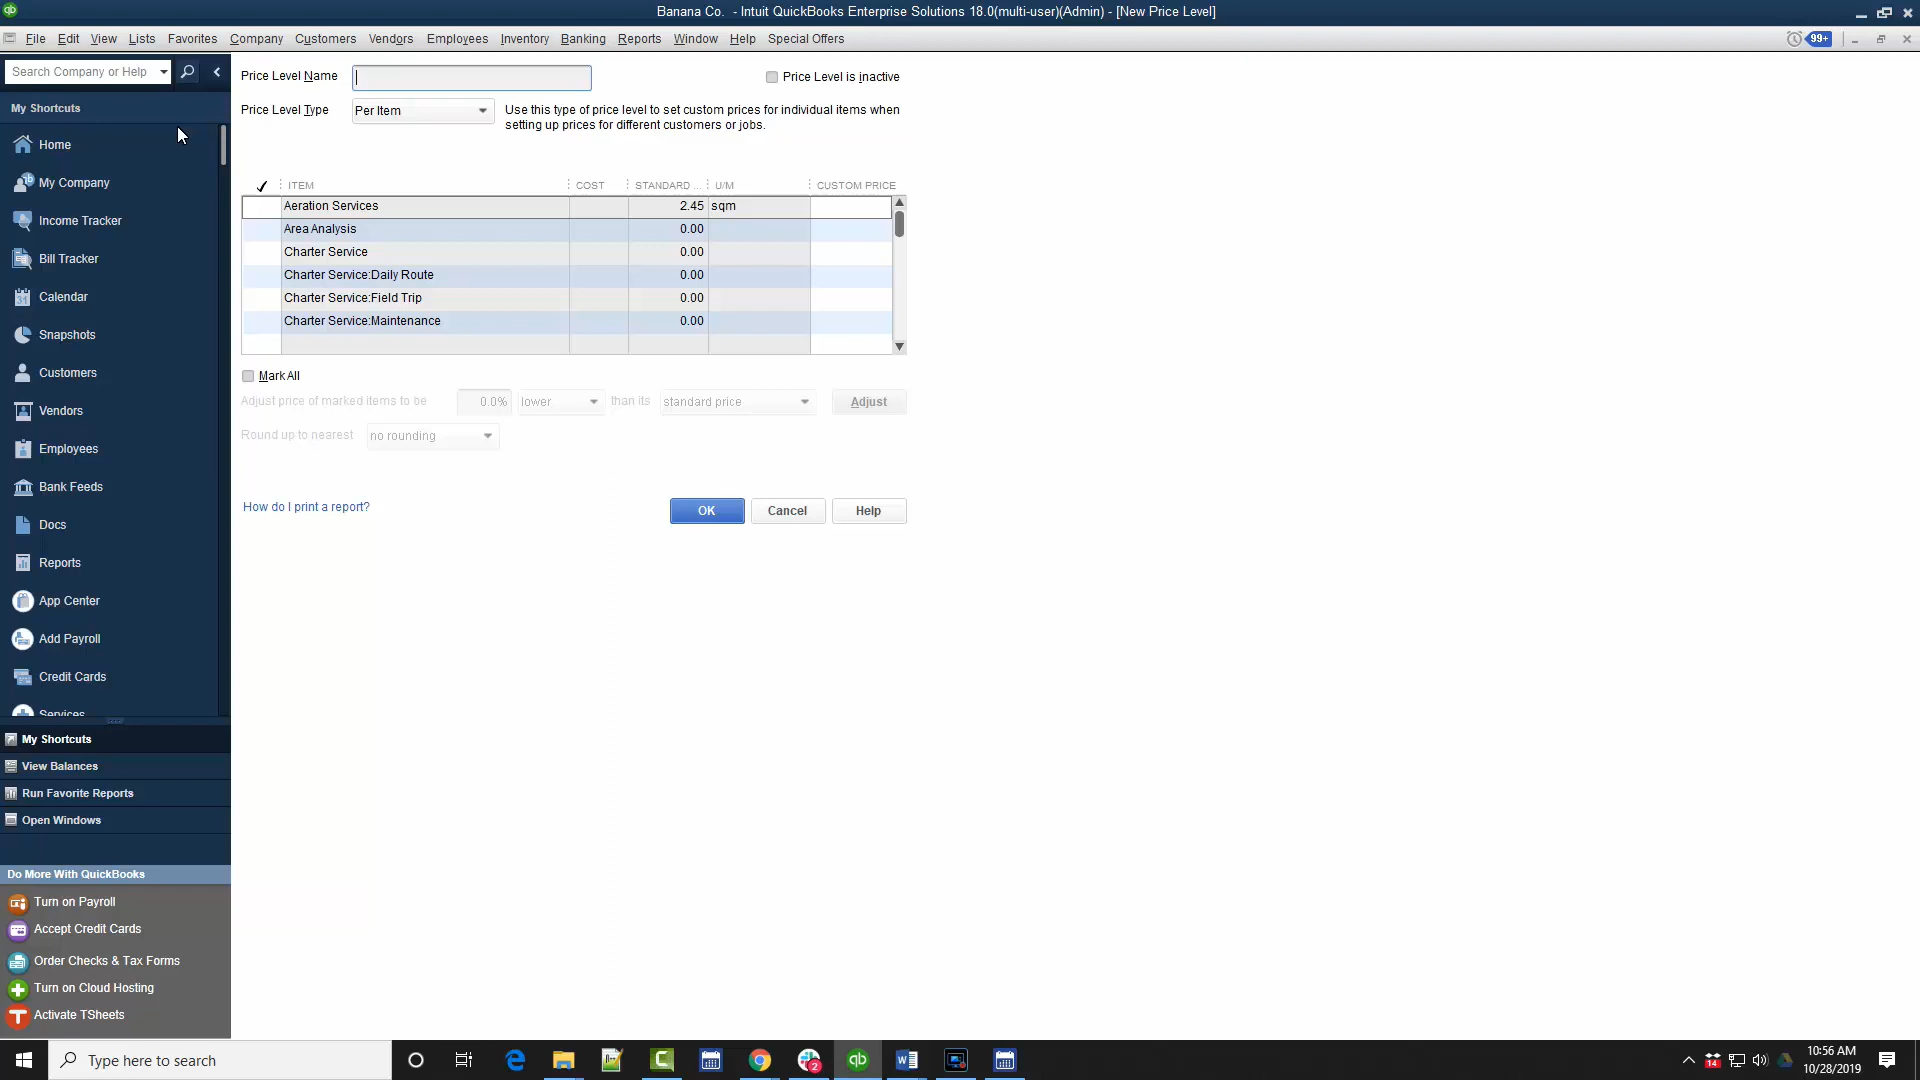 Banana Co. - Intuit QuickBooks Enterprise Solutions 18.0(multi-user)(Admin) - [New Price Level]
File Edit View Lists Favorites Company Customers Vendors Employees Inventory Banking Reports Window Help Special Offers
99+
Search Company or Help
My Shortcuts
Home
My Company
Income Tracker
Bill Tracker
Calendar
Snapshots
Customers
Vendors
Employees
Bank Feeds
Docs
Reports
App Center
Add Payroll
Credit Cards
Services
My Shortcuts
View Balances
Run Favorite Reports
Open Windows
Do More With QuickBooks
Turn on Payroll
Accept Credit Cards
Order Checks & Tax Forms
Turn on Cloud Hosting
Activate TSheets
Price Level Name
Price Level is inactive
Price Level Type Per Item
Use this type of price level to set custom prices for individual items when
setting up prices for different customers or jobs.
ITEM COST STANDARD ... U/M CUSTOM PRICE
Aeration Services 2.45 sqm
Area Analysis 0.00
Charter Service 0.00
Charter Service:Daily Route 0.00
Charter Service:Field Trip 0.00
Charter Service:Maintenance 0.00
Mark All
Adjust price of marked items to be 0.0% lower than its standard price Adjust
Round up to nearest no rounding
How do I print a report?
OK Cancel Help
Type here to search
2
14
10:56 AM
10/28/2019